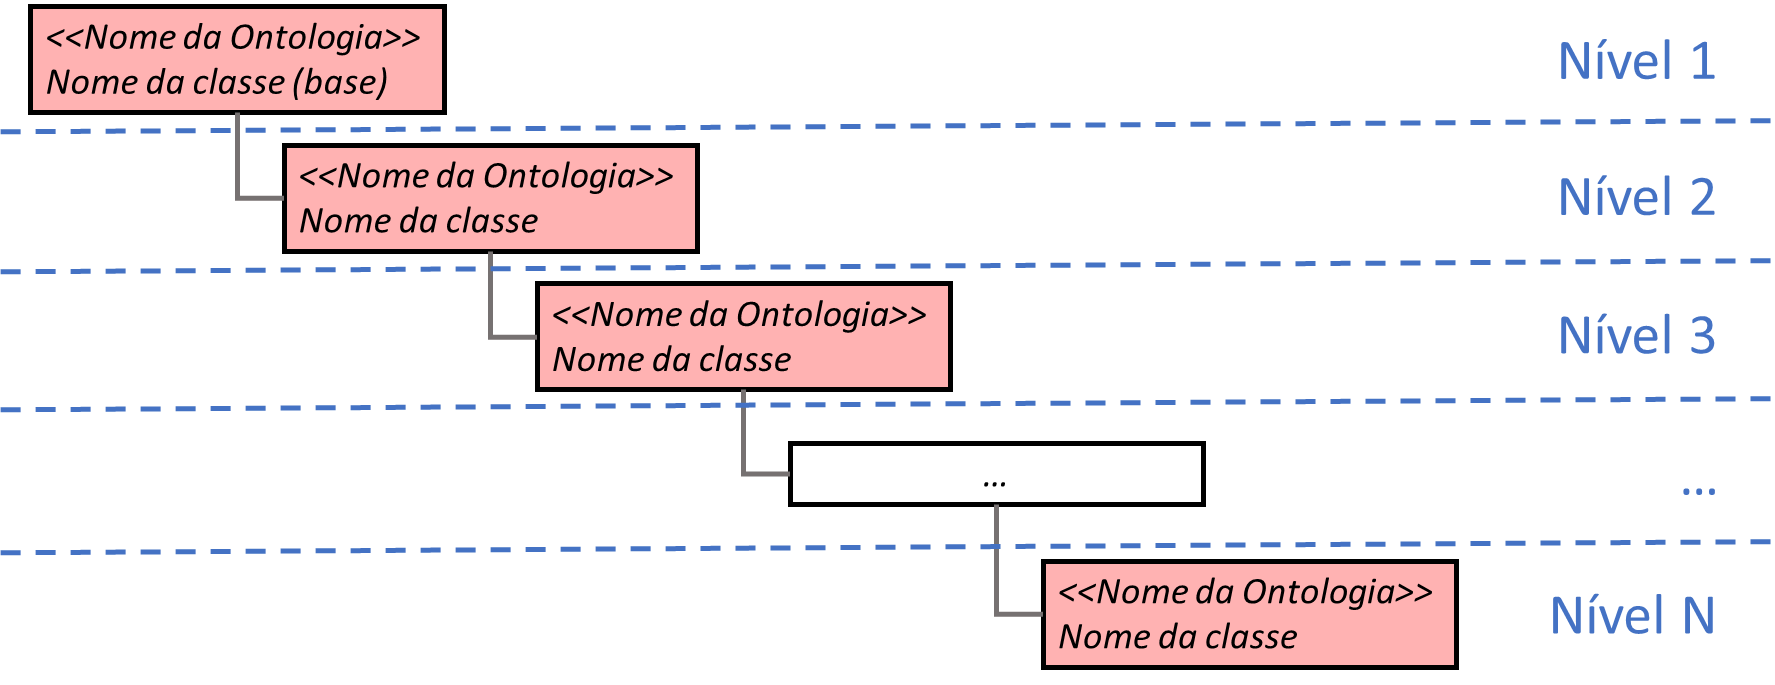 <<Nome da Ontologia>>
Nome da classe (base)
Nível 1
<<Nome da Ontologia>>
Nome da classe
Nível 2
<<Nome da Ontologia>>
Nome da classe
Nível 3
...
...
<<Nome da Ontologia>>
Nome da classe
Nível N